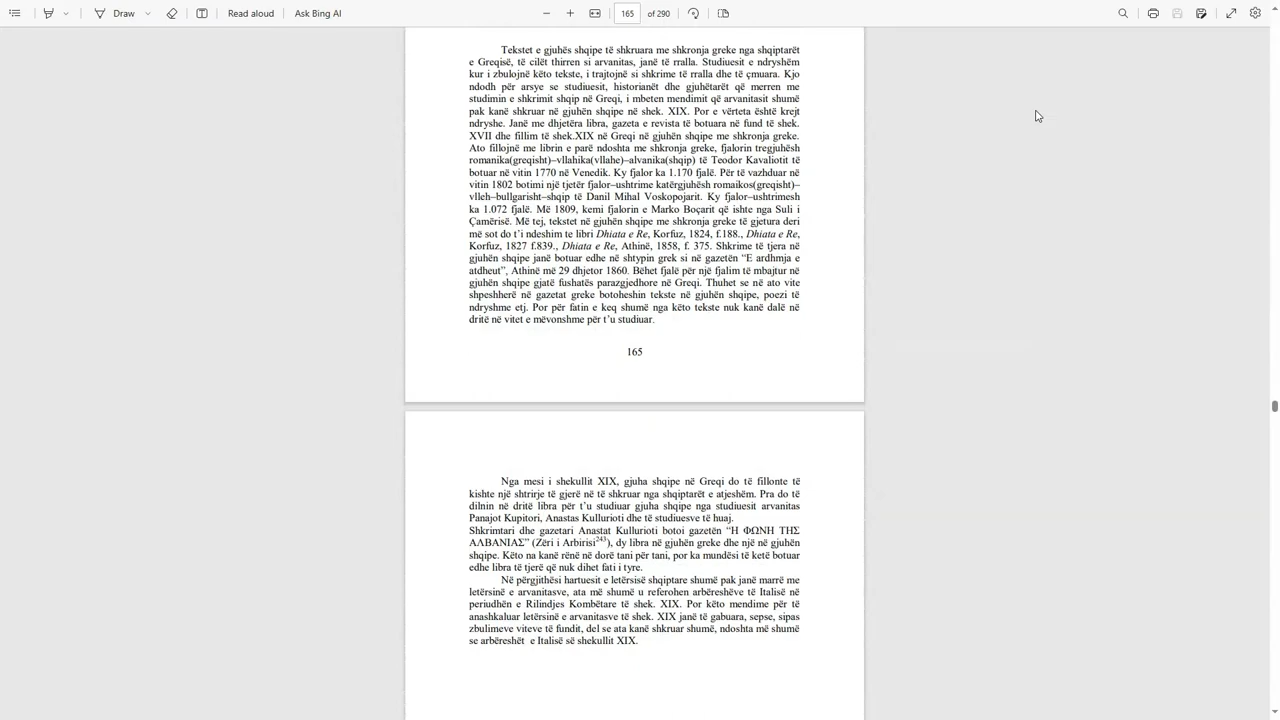 Draw
Read aloud
Ask Bing AI
165 of 290
Tekstet e gjuhës shqipe të shkruara me shkronja greke nga shqiptarët
e Greqisë, të cilët thirren si arvanitas, janë të rralla. Studiuesit e ndryshëm
kur i zbulojnë këto tekste, i trajtojnë si shkrime të rralla dhe të çmuara. Kjo
ndodh për arsye se studiuesit, historianët dhe gjuhëtarët që merren me
studimin e shkrimit shqip në Greqi, i mbeten mendimit që arvanitasit shumë
pak kanë shkruar në gjuhën shqipe në shek. XIX. Por e vërteta është krejt
ndryshe. Janë me dhjetëra libra, gazeta e revista të botuara në fund të shek.
XVII dhe fillim të shek.XIX në Greqi në gjuhën shqipe me shkronja greke.
Ato fillojnë me librin e parë ndoshta me shkronja greke, fjalorin tregjuhësh
romanika(greqisht)–vllahika(vllahe)–alvanika(shqip) të Teodor Kavaliotit të
botuar në vitin 1770 në Venedik. Ky fjalor ka 1.170 fjalë. Për të vazhduar në
vitin 1802 botimi një tjetër fjalor–ushtrime katërgjuhësh romaikos(greqisht)–
vlleh–bullgarisht–shqip të Danil Mihal Voskopojarit. Ky fjalor–ushtrimesh
ka 1.072 fjalë. Më 1809, kemi fjalorin e Marko Boçarit që ishte nga Suli i
Çamërisë. Më tej, tekstet në gjuhën shqipe me shkronja greke të gjetura deri
më sot do t’i ndeshim te libri Dhiata e Re, Korfuz, 1824, f.188., Dhiata e Re,
Korfuz, 1827 f.839., Dhiata e Re, Athinë, 1858, f. 375. Shkrime të tjera në
gjuhën shqipe janë botuar edhe në shtypin grek si në gazetën “E ardhmja e
atdheut”, Athinë më 29 dhjetor 1860. Bëhet fjalë për një fjalim të mbajtur në
gjuhën shqipe gjatë fushatës parazgjedhore në Greqi. Thuhet se në ato vite
shpeshherë në gazetat greke botoheshin tekste në gjuhën shqipe, poezi të
ndryshme etj. Por për fatin e keq shumë nga këto tekste nuk kanë dalë në
dritë në vitet e mëvonshme për t’u studiuar.
165
Nga mesi i shekullit XIX, gjuha shqipe në Greqi do të fillonte të
kishte një shtrirje të gjerë në të shkruar nga shqiptarët e atjeshëm. Pra do të
dilnin në dritë libra për t’u studiuar gjuha shqipe nga studiuesit arvanitas
Panajot Kupitori, Anastas Kullurioti dhe të studiuesve të huaj.
Shkrimtari dhe gazetari Anastat Kullurioti botoi gazetën “Η ΦΩΝΗ ΤΗΣ
ΑΛΒΑΝΙΑΣ” (Zëri i Arbirisi243), dy libra në gjuhën greke dhe një në gjuhën
shqipe. Këto na kanë rënë në dorë tani për tani, por ka mundësi të ketë botuar
edhe libra të tjerë që nuk dihet fati i tyre.
Në përgjithësi hartuesit e letërsisë shqiptare shumë pak janë marrë me
letërsinë e arvanitasve, ata më shumë u referohen arbëreshëve të Italisë në
periudhën e Rilindjes Kombëtare të shek. XIX. Por këto mendime për të
anashkaluar letërsinë e arvanitasve të shek. XIX janë të gabuara, sepse, sipas
zbulimeve viteve të fundit, del se ata kanë shkruar shumë, ndoshta më shumë
se arbëreshët e Italisë së shekullit XIX.